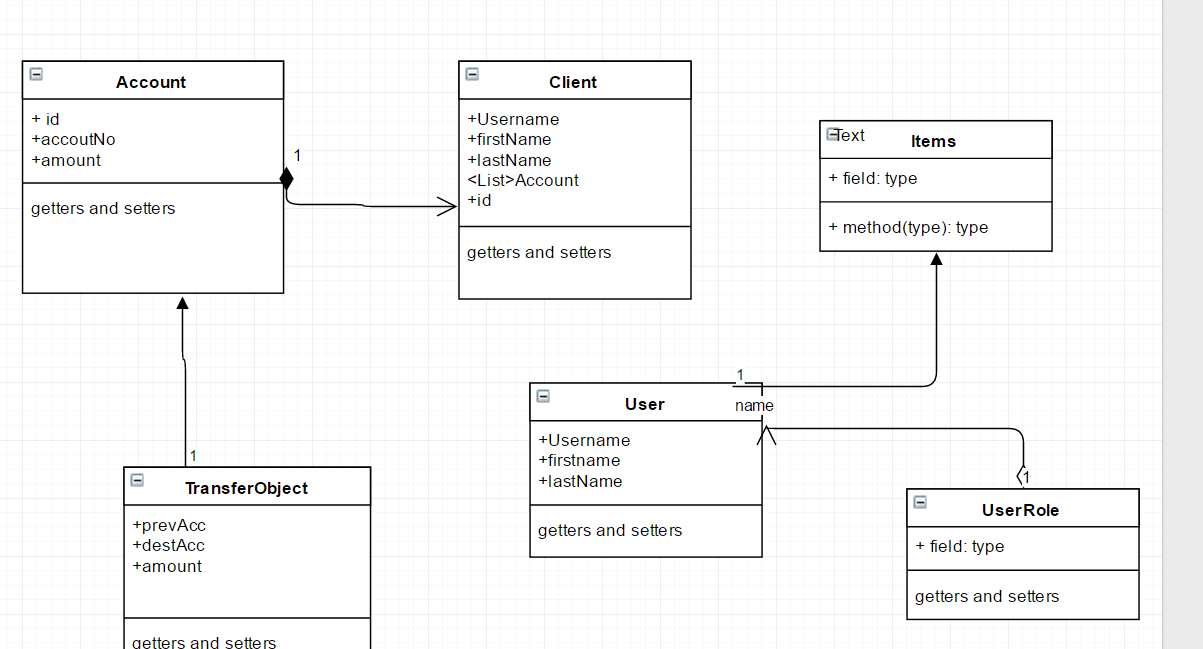 Account
+ id
+accoutNo
+amount
getters and setters
1
Client
+Username
+firstName
+lastName
<List>Account
+id
getters and setters
Text
Items
+ field: type
+ method(type): type
1
TransferObject
+prevAcc
+destAcc
+amount
getters and setters
1
name
User
+Username
+firstname
+lastName
getters and setters
1
UserRole
+ field: type
getters and setters